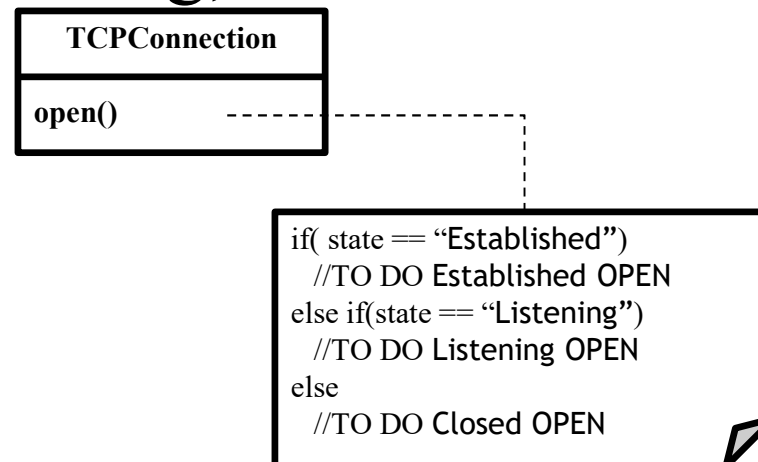 TCPConnection
open()
if( state == “Established”)
//TO DO Established OPEN
else if(state == “Listening”)
//TO DO Listening OPEN
else
//TO DO Closed OPEN